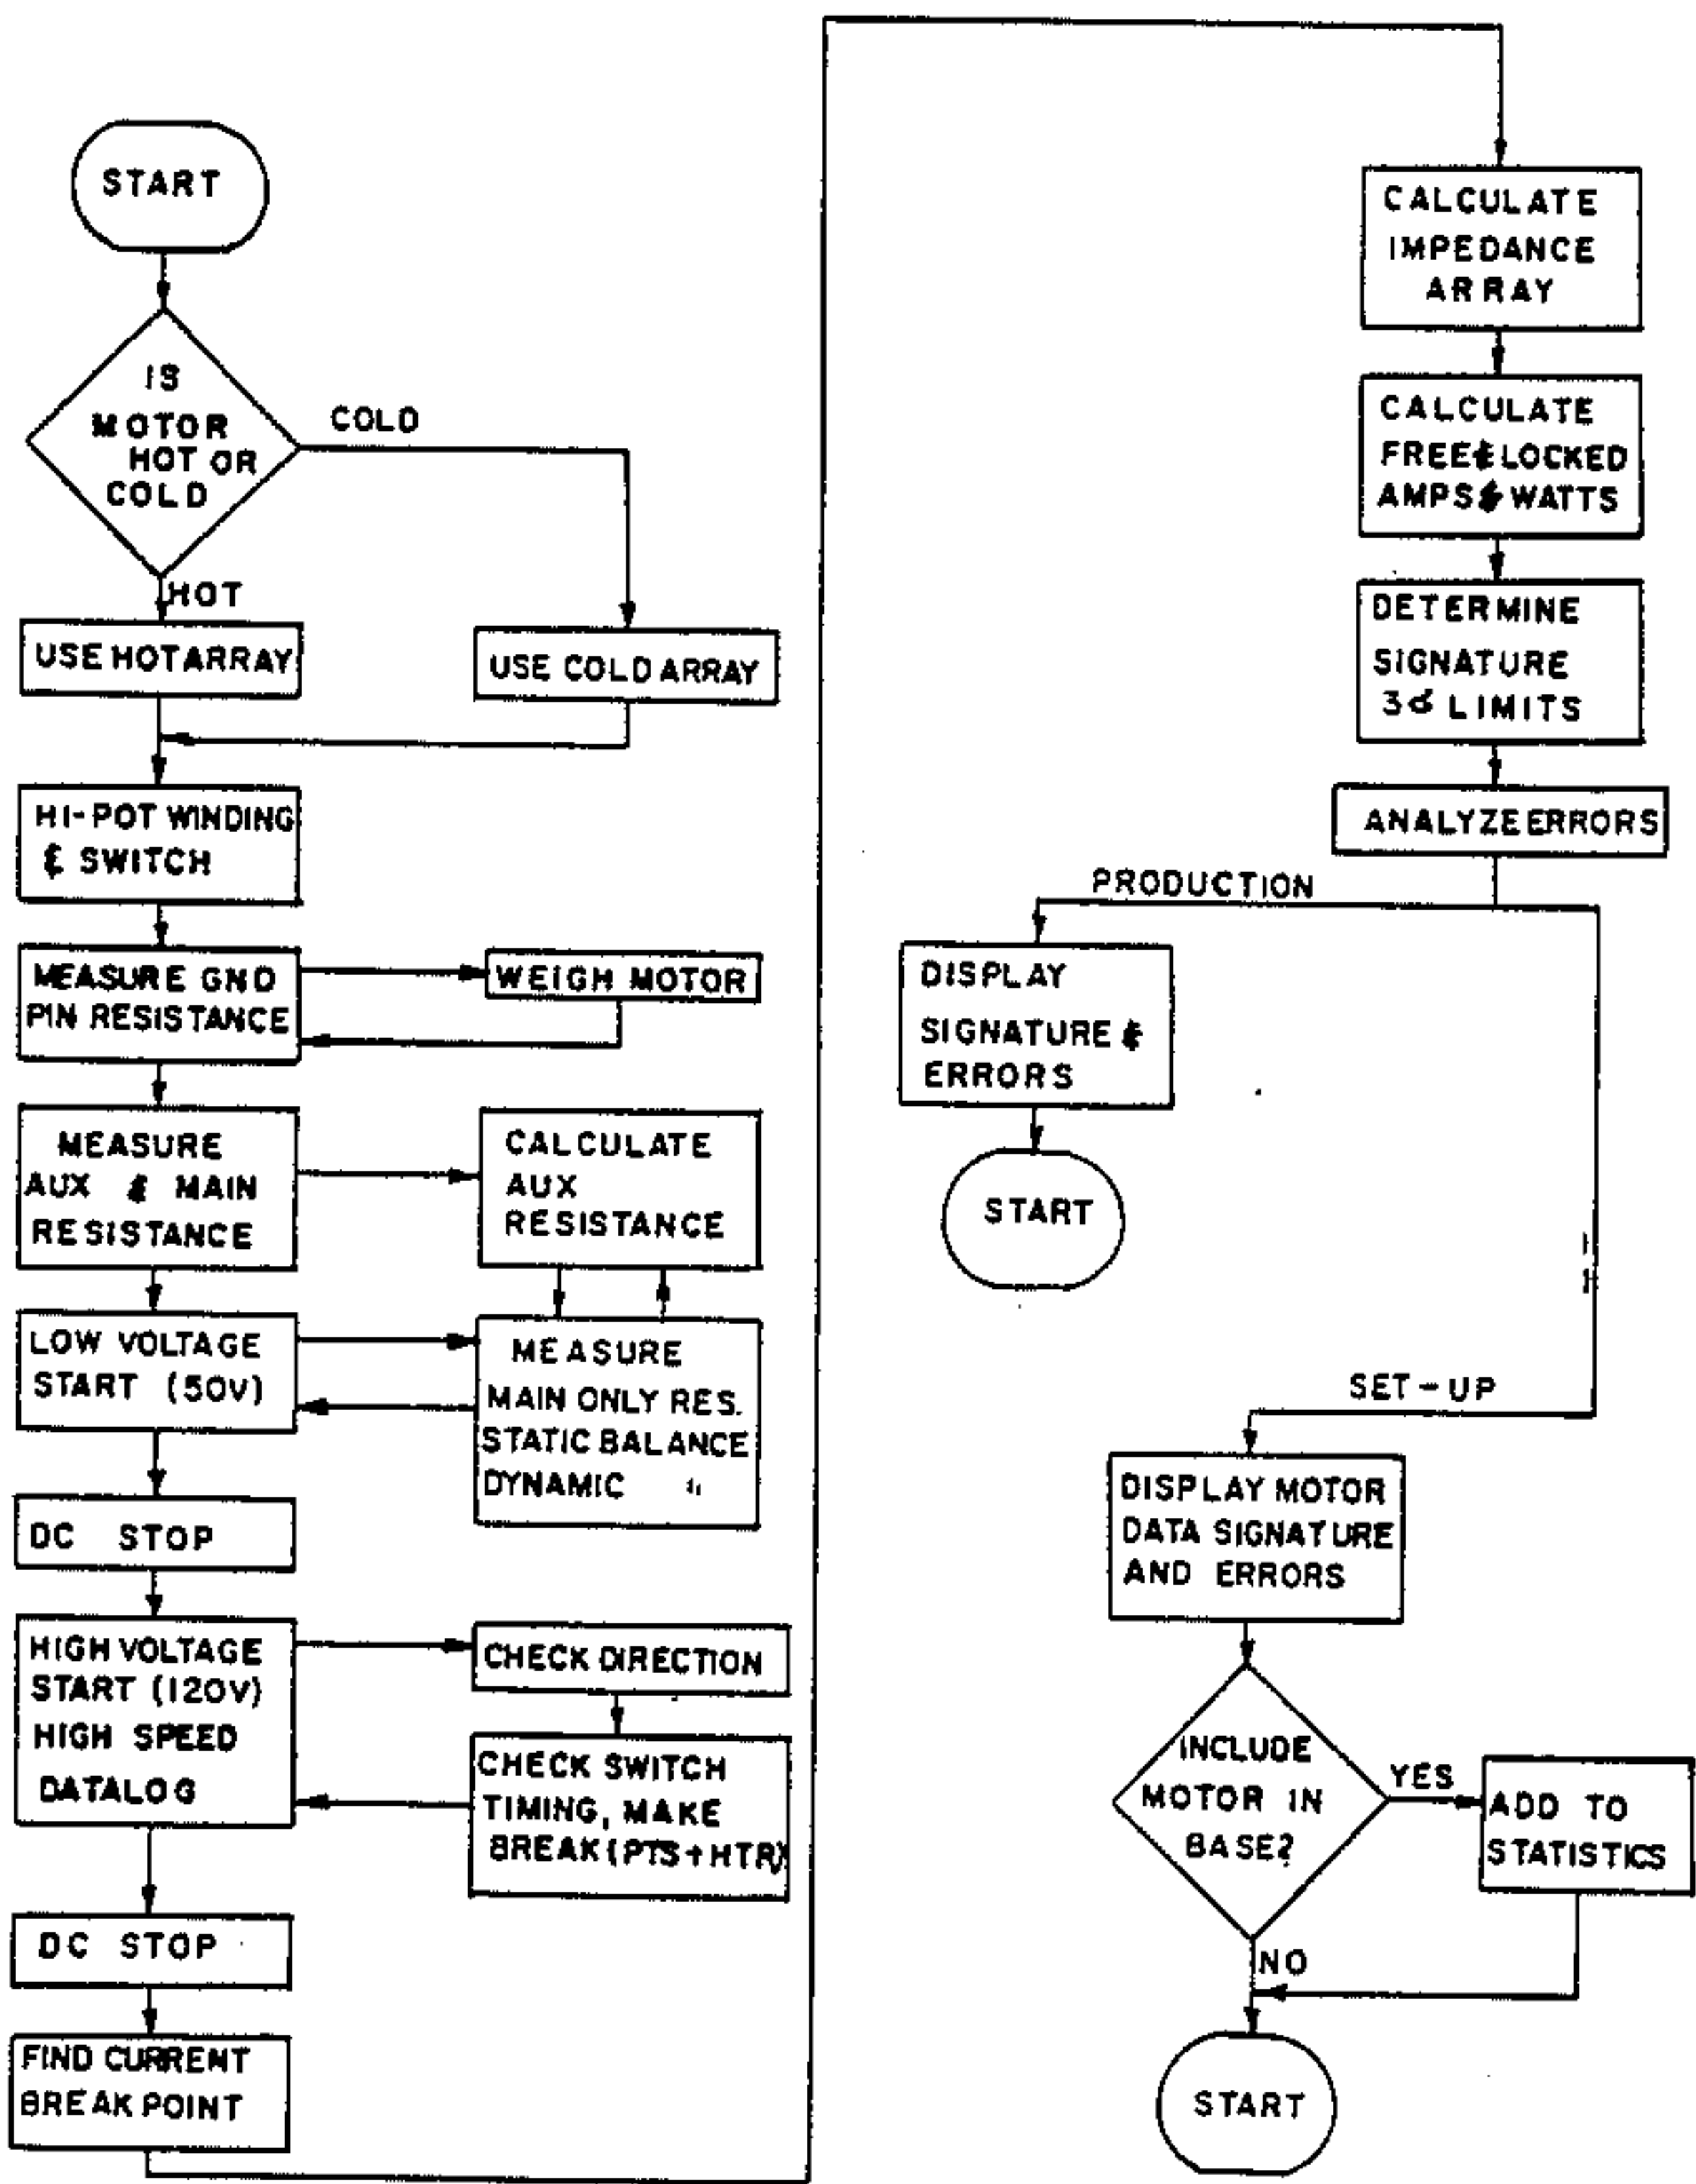 START
IS
MOTOR
HOT OR
COLD
COLD
HOT
USE HOT ARRAY
USE COLD ARRAY
HI-POT WINDING
& SWITCH
MEASURE GND
PIN RESISTANCE
WEIGH MOTOR
MEASURE
AUX & MAIN
RESISTANCE
CALCULATE
AUX
RESISTANCE
LOW VOLTAGE
START (50V)
MEASURE
MAIN ONLY RES.
STATIC BALANCE
DYNAMIC "
DC STOP
HIGH VOLTAGE
START (120V)
HIGH SPEED
DATALOG
CHECK DIRECTION
CHECK SWITCH
TIMING, MAKE
BREAK (PTS + HTR)
DC STOP
FIND CURRENT
BREAK POINT
CALCULATE
IMPEDANCE
ARRAY
CALCULATE
FREE & LOCKED
AMPS & WATTS
DETERMINE
SIGNATURE
3σ LIMITS
ANALYZE ERRORS
PRODUCTION
DISPLAY
SIGNATURE &
ERRORS
START
SET-UP
DISPLAY MOTOR
DATA SIGNATURE
AND ERRORS
INCLUDE
MOTOR IN
BASE?
YES
ADD TO
STATISTICS
NO
START